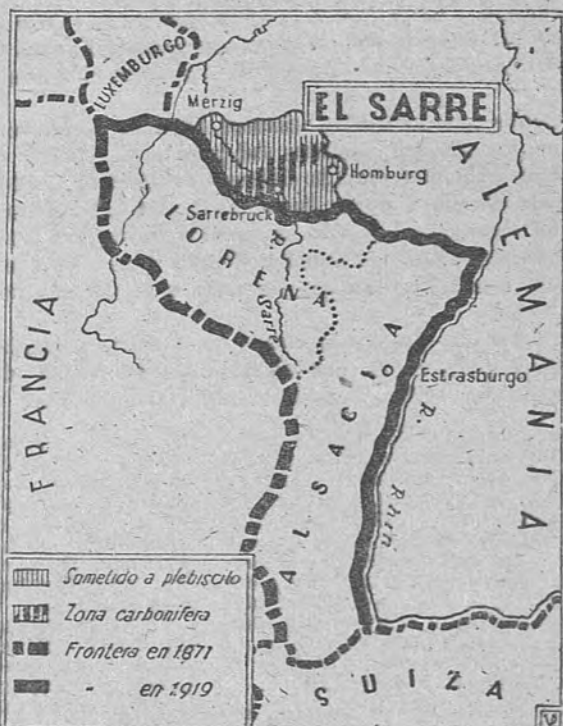 LUXEMBURGO
Merzig
EL SARRE
Homburg
Sarrebruck
LORENA
R. Sarre
ALEMANIA
FRANCIA
ALSACIA
Estrasburgo
R. Rhin
Sometido a plebiscito
Zona carbonifera
Frontera en 1871
- en 1919
SUIZA